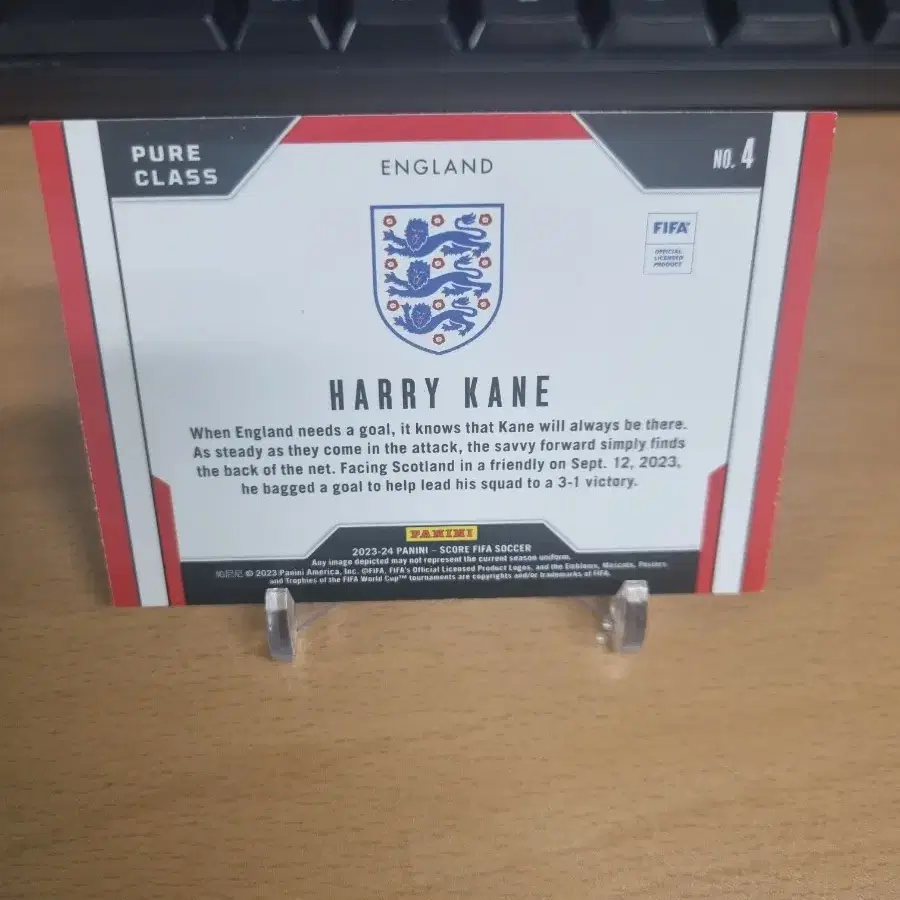 PURE
CLASS
ENGLAND
NO. 4
FIFA
OFFICIAL
LICENSED
PRODUCT
HARRY KANE
When England needs a goal, it knows that Kane will always be there.
As steady as they come in the attack, the savvy forward simply finds
the back of the net. Facing Scotland in a friendly on Sept. 12, 2023,
he bagged a goal to help lead his squad to a 3-1 victory.
PANINI
2023-24 PANINI - SCORE FIFA SOCCER
Any image depicted may not represent the current season uniform.
© 2023 Panini America, Inc. ©FIFA, FIFA's Official Licensed Product Logos, and the Emblems, Mascots, Posters
and Trophies of the FIFA World Cup™ tournaments are copyrights and/or trademarks of FIFA.